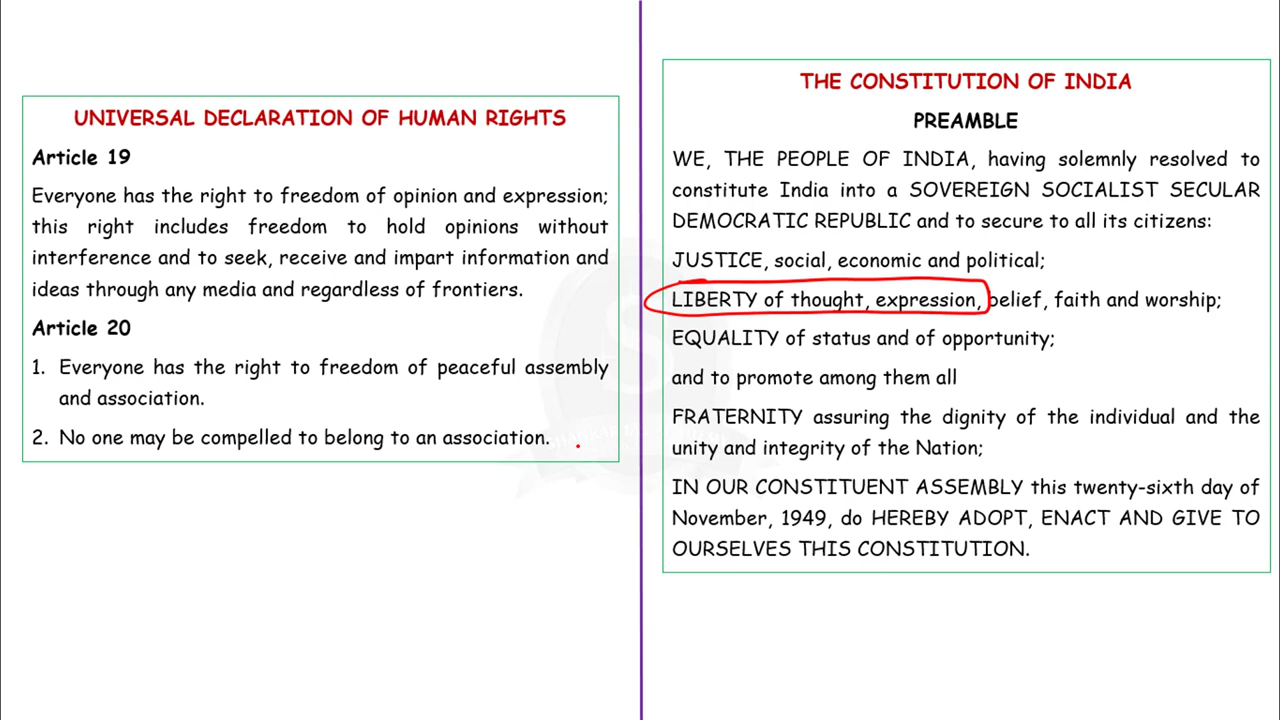 UNIVERSAL DECLARATION OF HUMAN RIGHTS
Article 19
Everyone has the right to freedom of opinion and expression;
this right includes freedom to hold opinions without
interference and to seek, receive and impart information and
ideas through any media and regardless of frontiers.
Article 20
1. Everyone has the right to freedom of peaceful assembly
and association.
2. No one may be compelled to belong to an association.
THE CONSTITUTION OF INDIA
PREAMBLE
WE, THE PEOPLE OF INDIA, having solemnly resolved to
constitute India into a SOVEREIGN SOCIALIST SECULAR
DEMOCRATIC REPUBLIC and to secure to all its citizens:
JUSTICE, social, economic and political;
LIBERTY of thought, expression, belief, faith and worship;
EQUALITY of status and of opportunity;
and to promote among them all
FRATERNITY assuring the dignity of the individual and the
unity and integrity of the Nation;
IN OUR CONSTITUENT ASSEMBLY this twenty-sixth day of
November, 1949, do HEREBY ADOPT, ENACT AND GIVE TO
OURSELVES THIS CONSTITUTION.